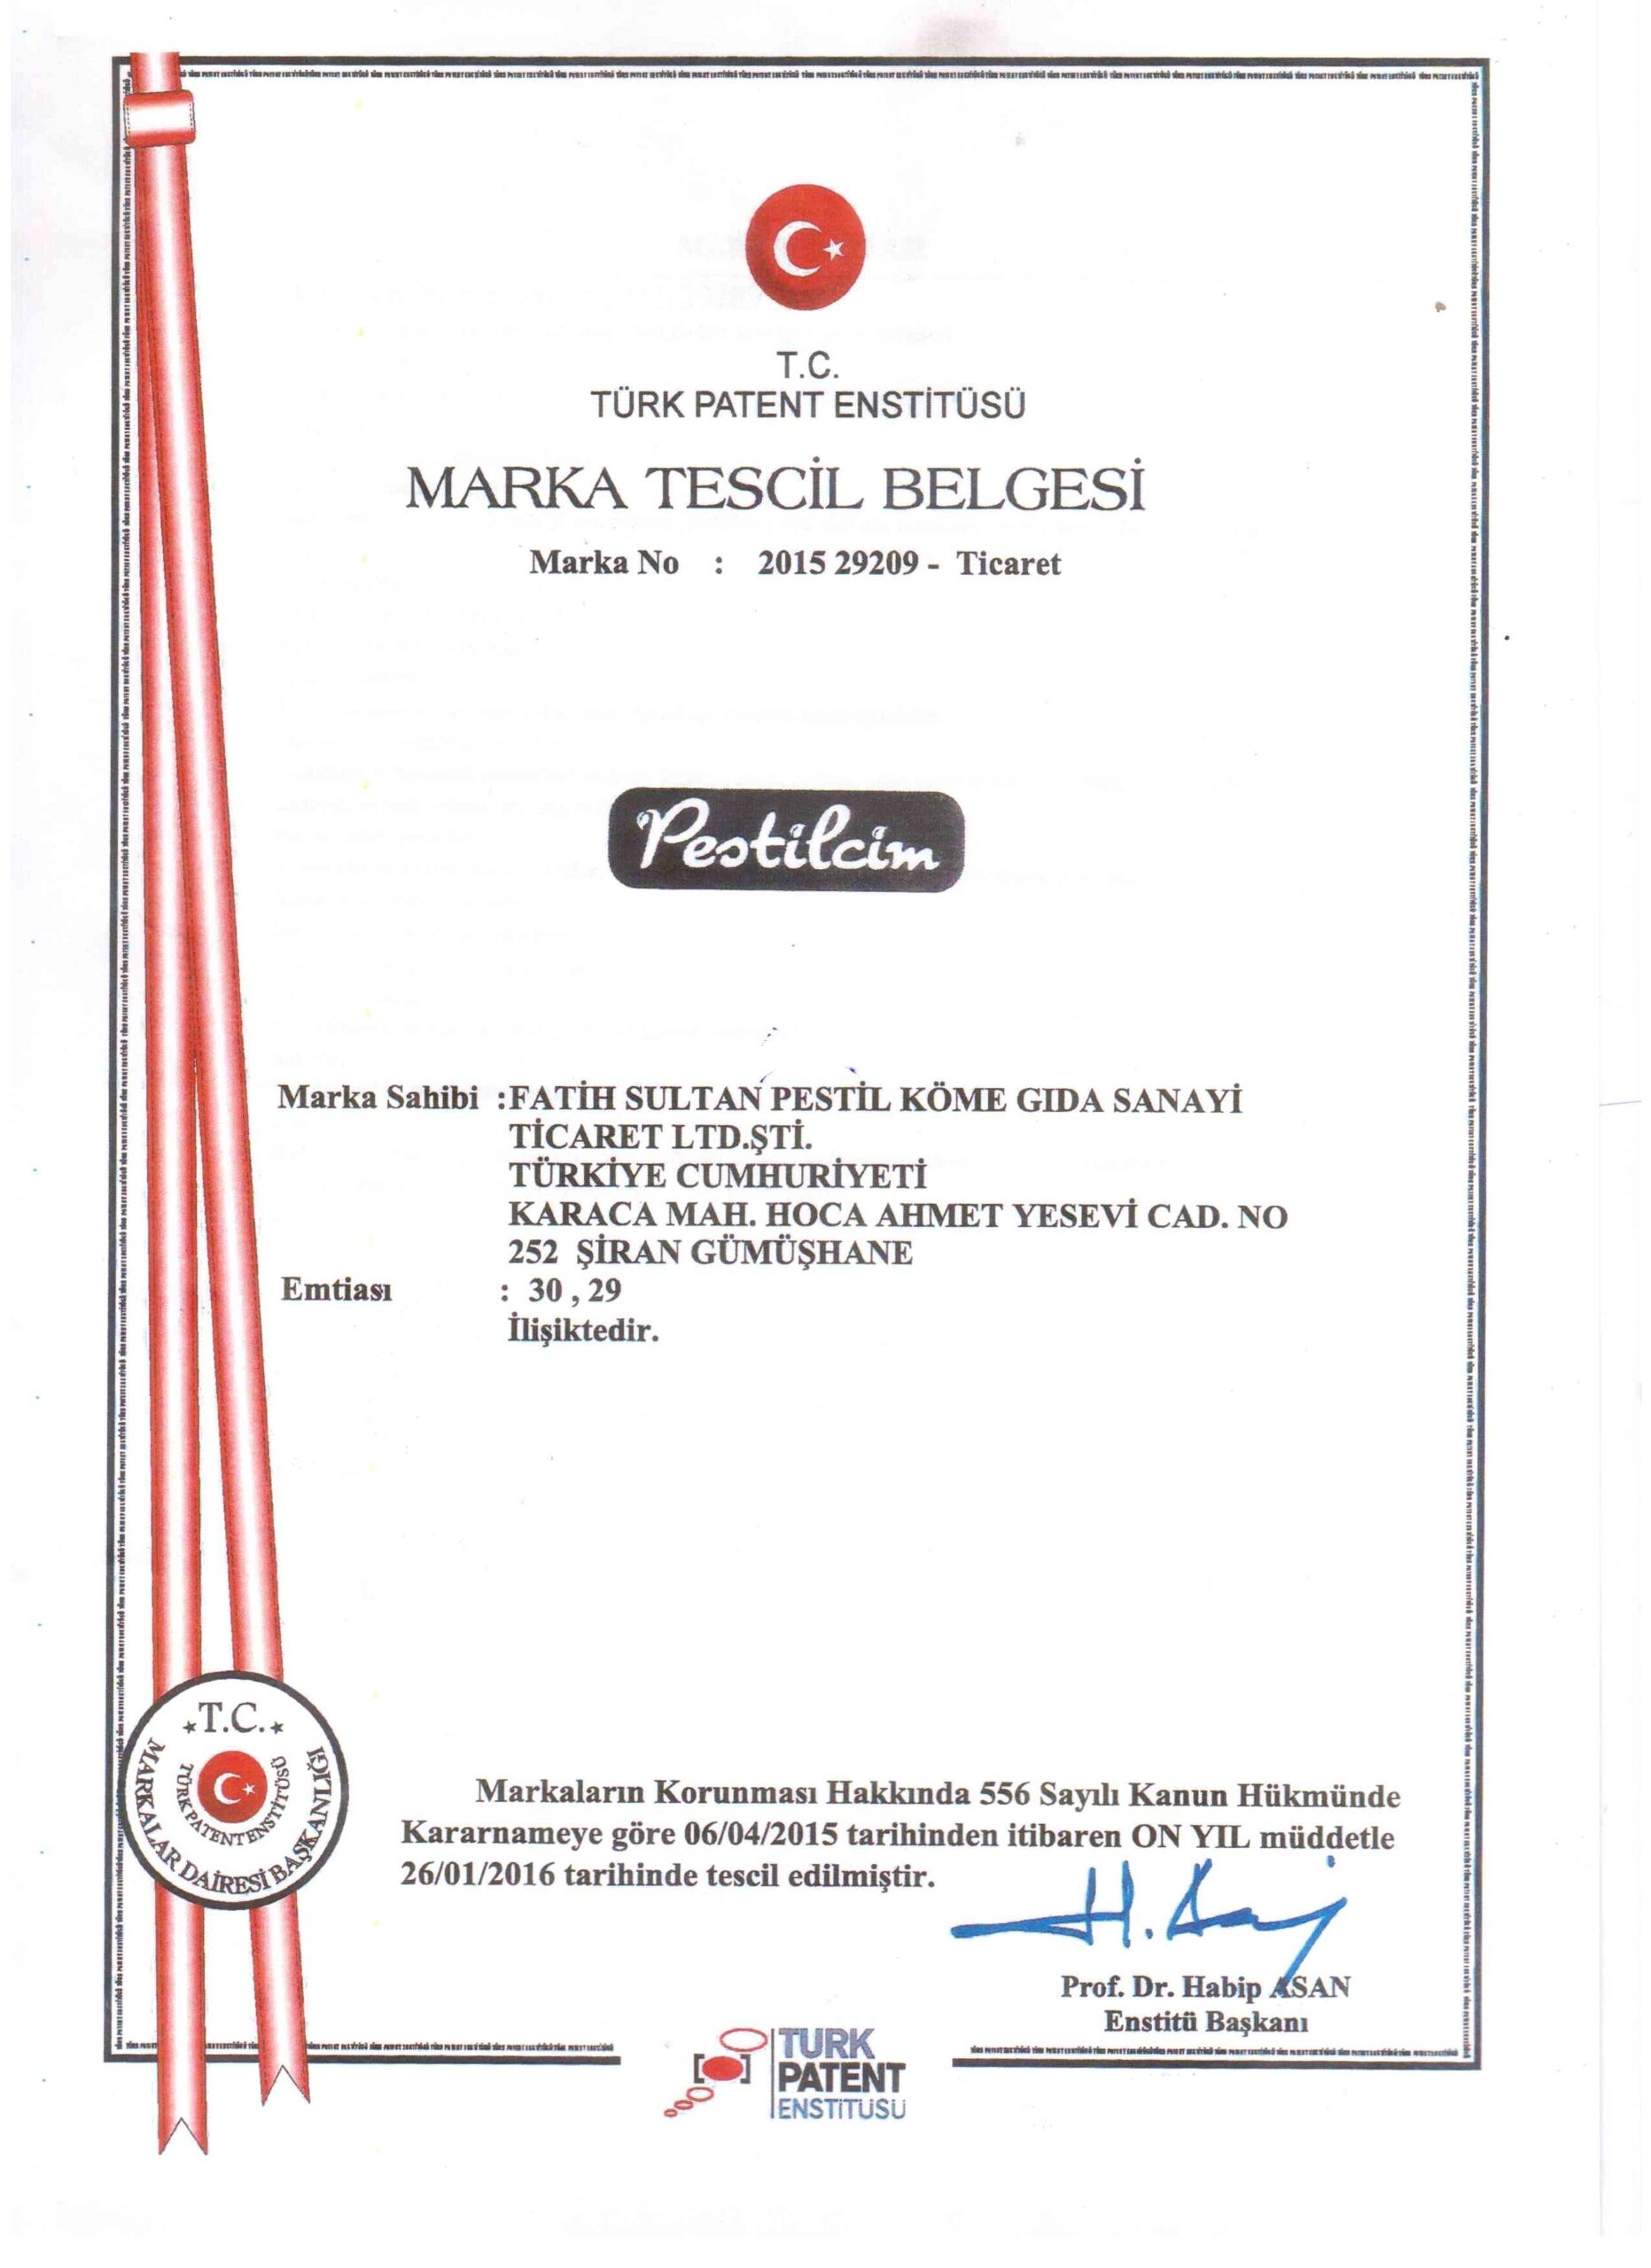 T.C.
TÜRK PATENT ENSTİTÜSÜ
MARKA TESCİL BELGESİ
Marka No : 2015 29209 - Ticaret
Pestilcim
Marka Sahibi :FATİH SULTAN PESTİL KÖME GIDA SANAYİ
TİCARET LTD.ŞTİ.
TÜRKİYE CUMHURİYETİ
KARACA MAH. HOCA AHMET YESEVİ CAD. NO
252 ŞİRAN GÜMÜŞHANE
Emtiası : 30 , 29
İlişiktedir.
T.C.
TÜRK PATENT ENSTİTÜSÜ
MARKALAR DAİRESİ BAŞKANLIĞI
Markaların Korunması Hakkında 556 Sayılı Kanun Hükmünde
Kararnameye göre 06/04/2015 tarihinden itibaren ON YIL müddetle
26/01/2016 tarihinde tescil edilmiştir.
Prof. Dr. Habip ASAN
Enstitü Başkanı
TURK
PATENT
ENSTİTUSU